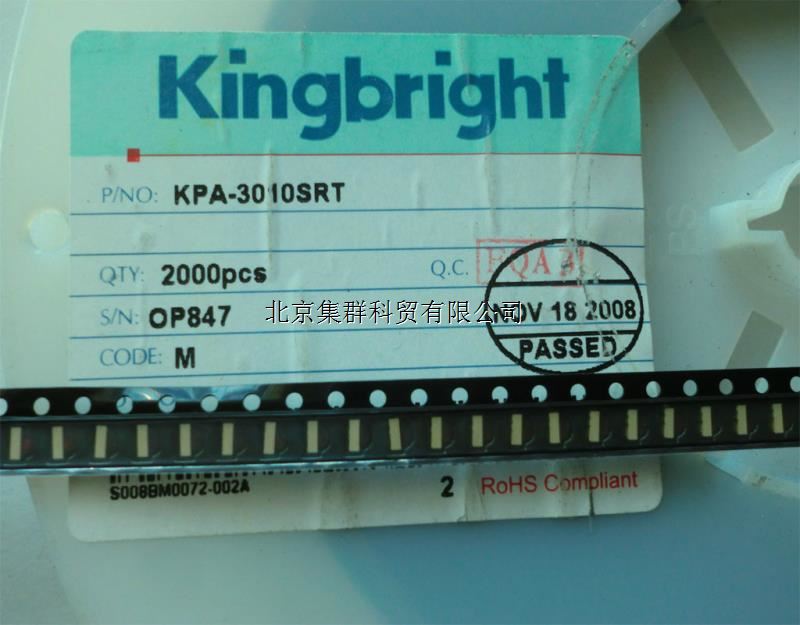 Kingbright
P/NO: KPA-3010SRT
QTY: 2000pcs
Q.C.
S/N: OP847
北京集群科贸有限公司
NOV 18 2008
CODE: M
PASSED
S008BM0072-002A
2
RoHS Compliant